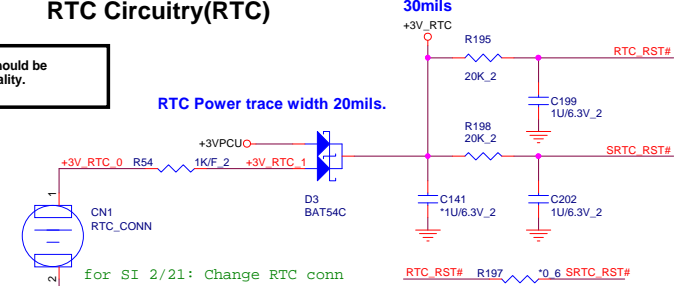 RTC Circuitry(RTC)
30mils
+3V_RTC
R195
RTC_RST#
20K_2
ould be
ality.
C199
1U/6.3V_2
RTC Power trace width 20mils.
R198
20K_2
+3VPCU
SRTC_RST#
+3V_RTC_0 R54 1K/F_2 +3V_RTC_1
D3
BAT54C
C141
*1U/6.3V_2
C202
1U/6.3V_2
1
CN1
RTC_CONN
2
for SI 2/21: Change RTC conn
RTC_RST# R197 *0_6 SRTC_RST#